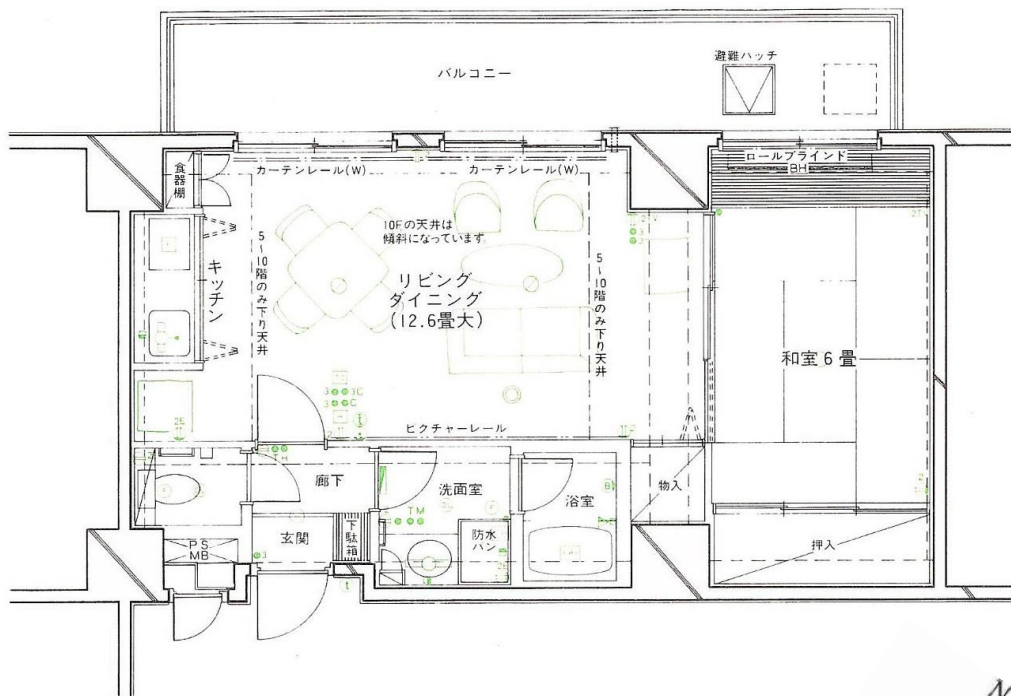 バルコニー
避難ハッチ
食器棚
カーテンレール(W)
カーテンレール(W)
ロールブラインド
BH
10Fの天井は
傾斜になっています
5~10階のみ下り天井
キッチン
リビング
ダイニング
(12.6畳大)
5~10階のみ下り天井
和室6畳
ピクチャーレール
廊下
洗面室
浴室
物入
TM
防水
パン
玄関
下駄箱
PS
MB
押入